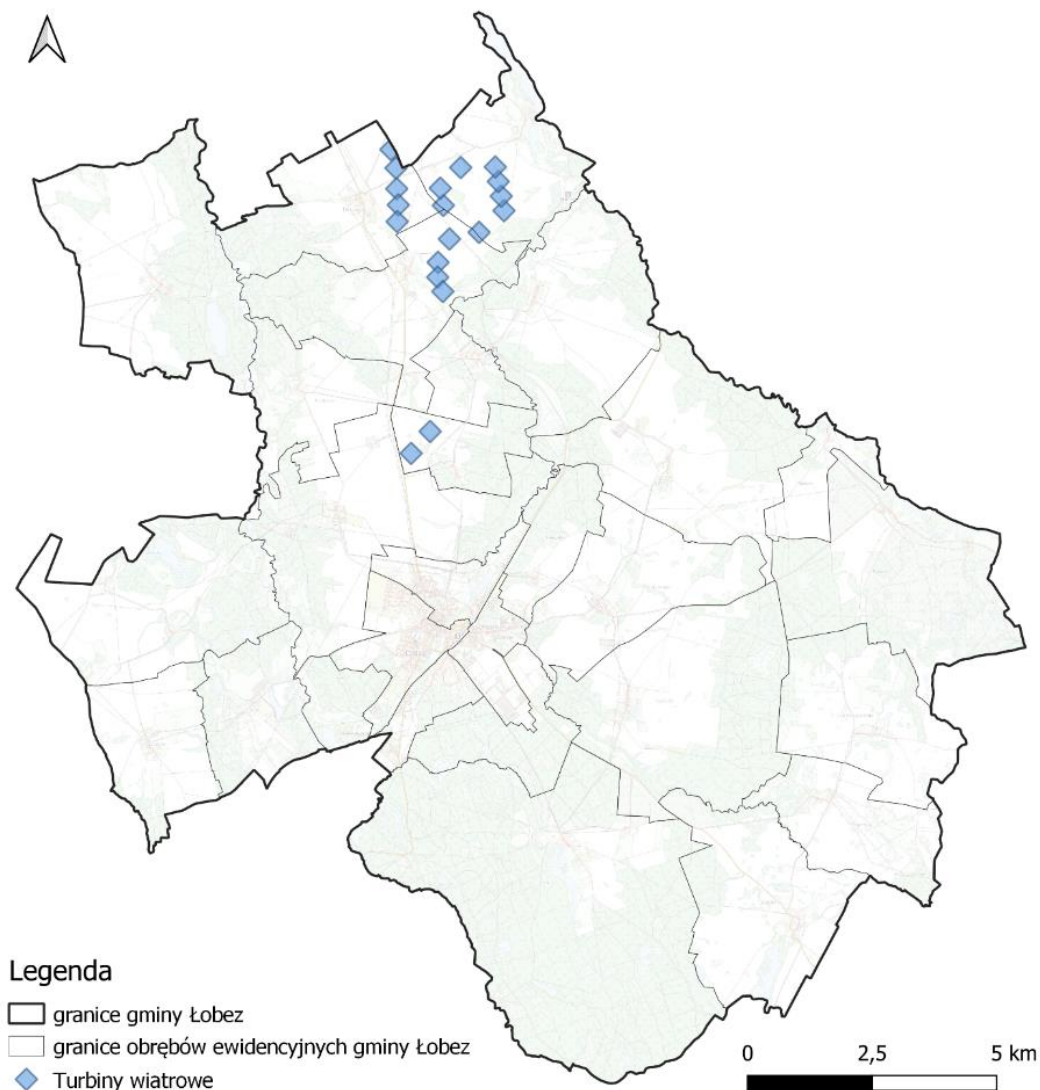 Legenda
granice gminy Łobez
granice obrębów ewidencyjnych gminy Łobez
Turbiny wiatrowe
0 2,5 5 km